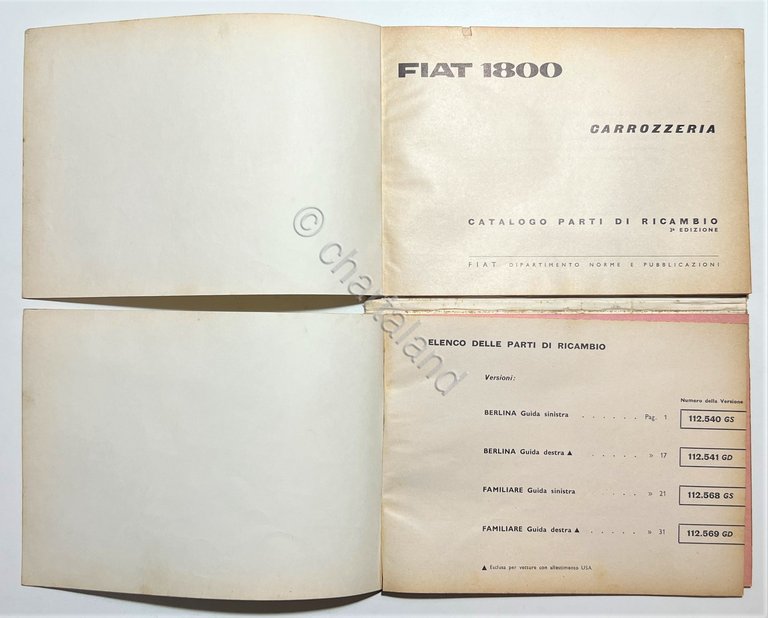 FIAT 1800
CARROZZERIA
CATALOGO PARTI DI RICAMBIO
2ª EDIZIONE
FIAT DIPARTIMENTO NORME E PUBBLICAZIONI
© chartaland
ELENCO DELLE PARTI DI RICAMBIO
Versioni:
Numero della Versione
BERLINA Guida sinistra . . . . . . Pag. 1 112.540 GS
BERLINA Guida destra ▲ . . . . . » 17 112.541 GD
FAMILIARE Guida sinistra . . . . . » 21 112.568 GS
FAMILIARE Guida destra ▲ . . . . . » 31 112.569 GD
▲ Esclusa per vetture con allestimento USA.